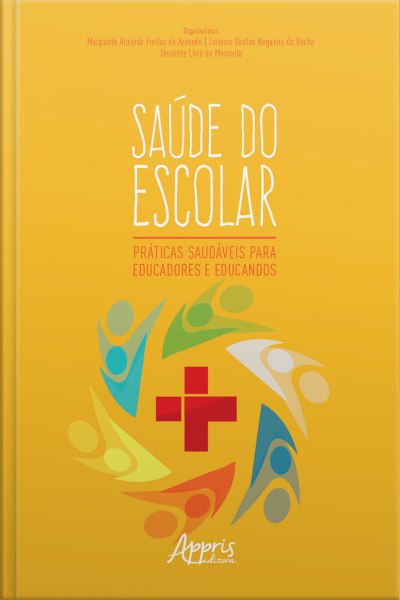 Organizadoras
Margarete Almeida Freitas de Azevedo | Lorenna Bastos Nogueira da Rocha
Denizete Lima de Mesquita
SAÚDE DO
ESCOLAR
PRÁTICAS SAUDÁVEIS PARA
EDUCADORES E EDUCANDOS
Appris
editora